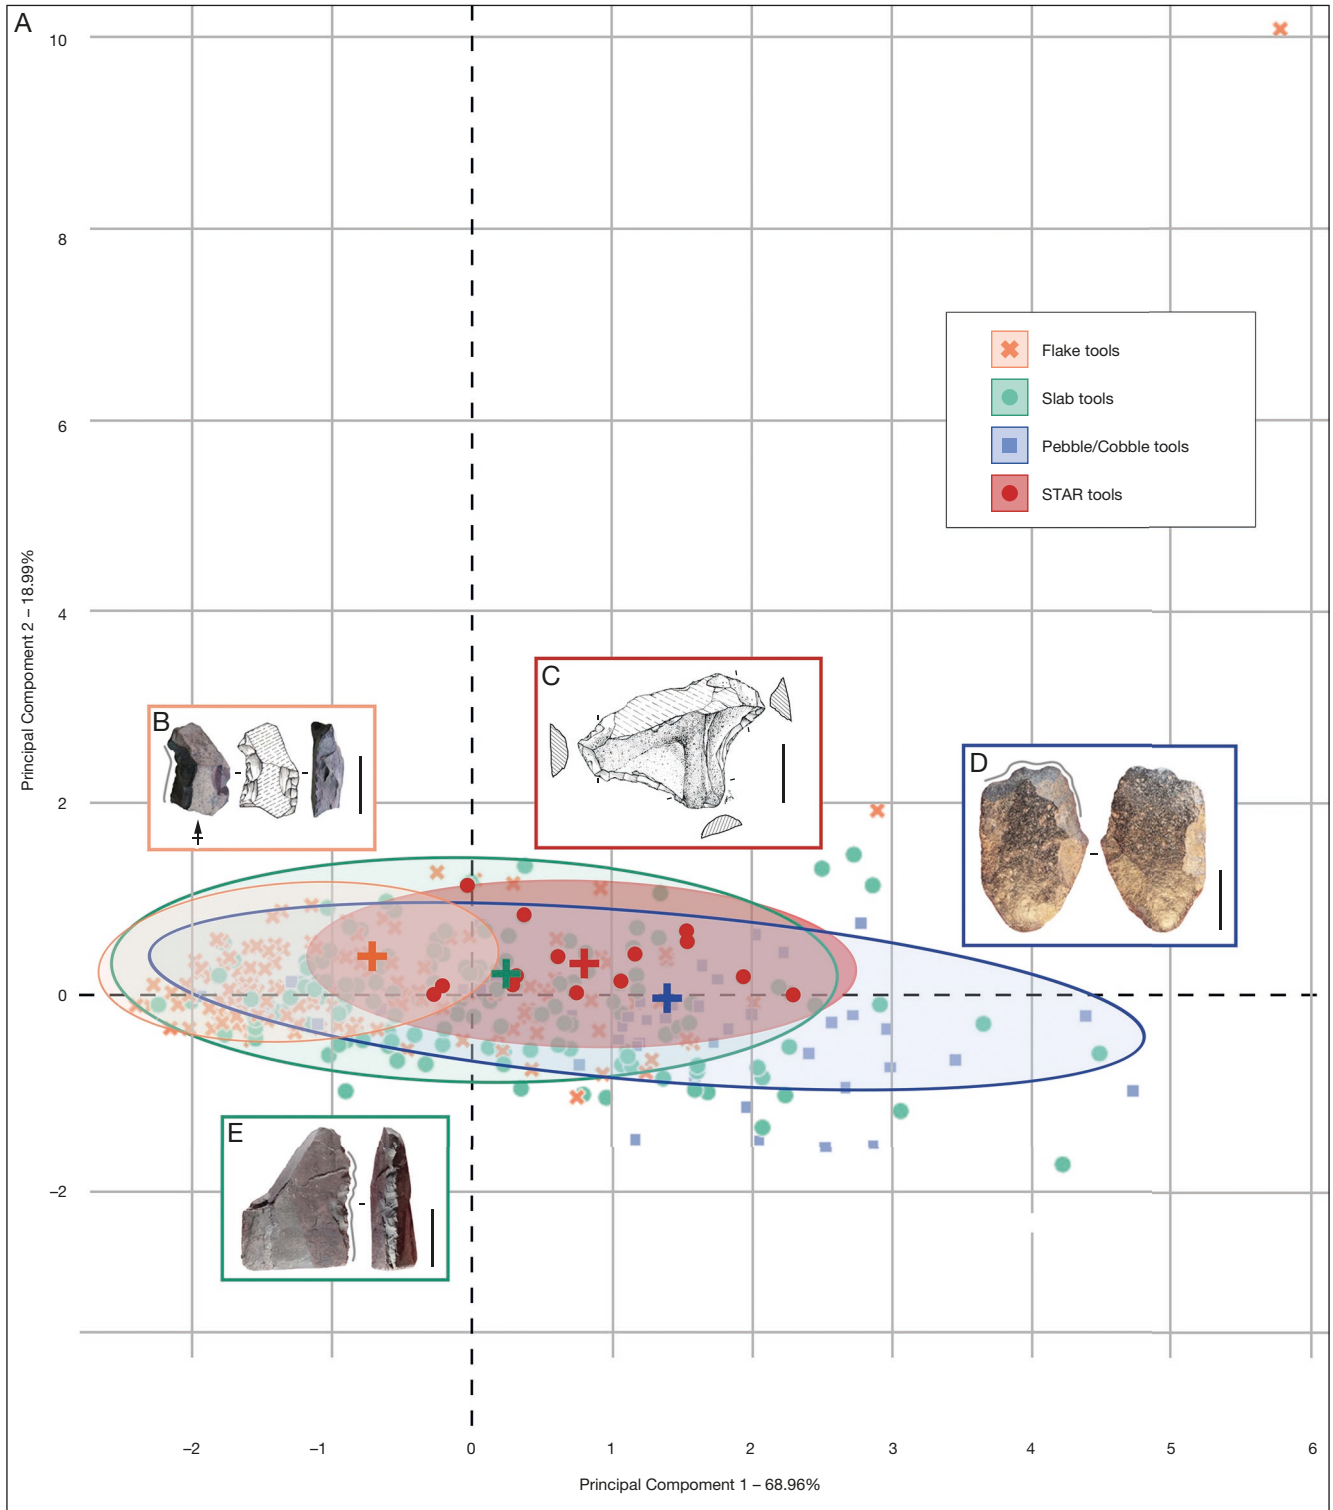 A
10
8
6
4
2
0
–2
Principal Compoment 2 – 18.99%
Flake tools
Slab tools
Pebble/Cobble tools
STAR tools
B
C
D
E
–2 –1 0 1 2 3 4 5 6
Principal Compoment 1 – 68.96%